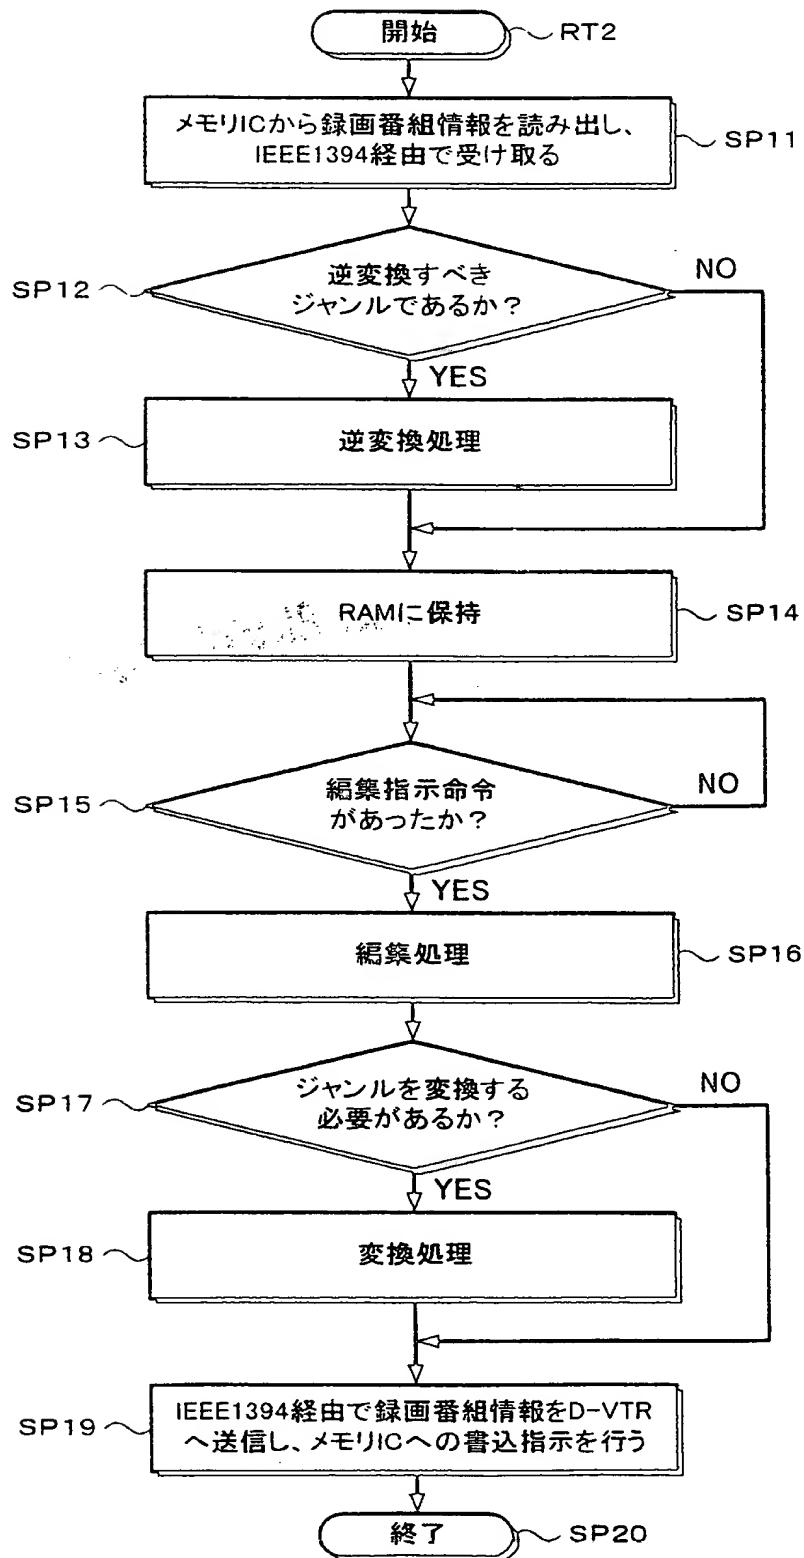 開始
RT2
メモリICから録画番組情報を読み出し、
IEEE1394経由で受け取る
SP11
SP12
逆変換すべき
ジャンルであるか？
NO
YES
SP13
逆変換処理
RAMに保持
SP14
SP15
編集指示命令
があったか？
NO
YES
編集処理
SP16
SP17
ジャンルを変換する
必要があるか？
NO
YES
SP18
変換処理
SP19
IEEE1394経由で録画番組情報をD-VTR
へ送信し、メモリICへの書込指示を行う
終了
SP20